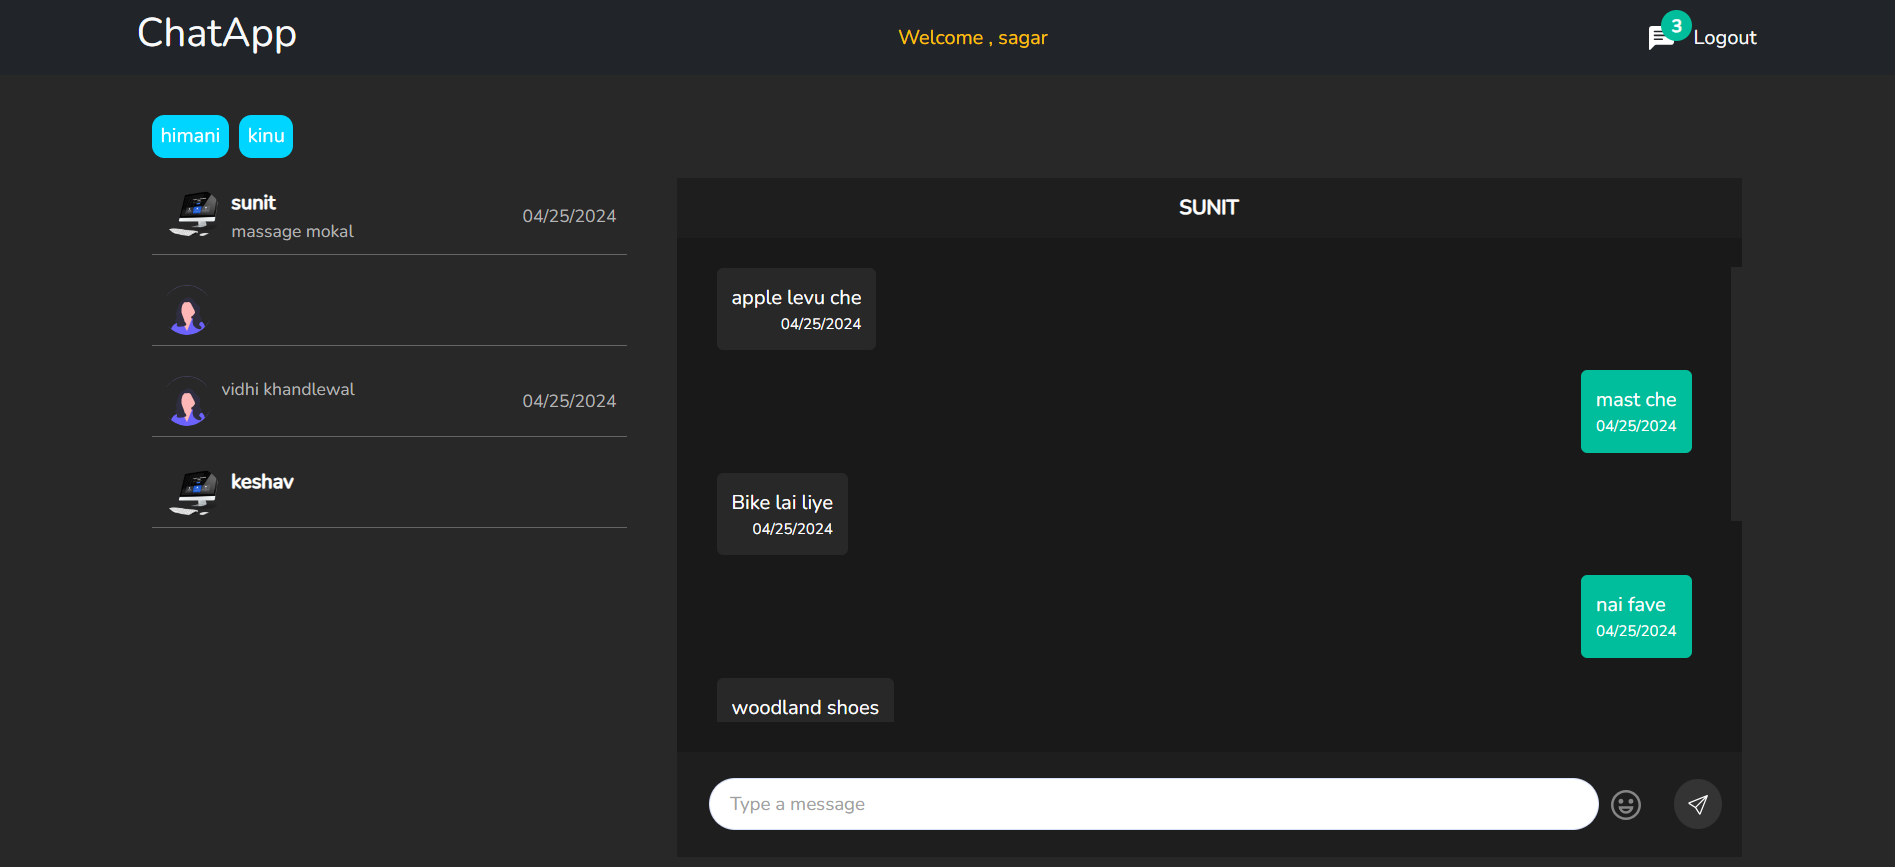 ChatApp
Welcome , sagar
3
Logout
himani
kinu
sunit
massage mokal
04/25/2024
vidhi khandlewal
04/25/2024
keshav
SUNIT
apple levu che
04/25/2024
mast che
04/25/2024
Bike lai liye
04/25/2024
nai fave
04/25/2024
woodland shoes
Type a message